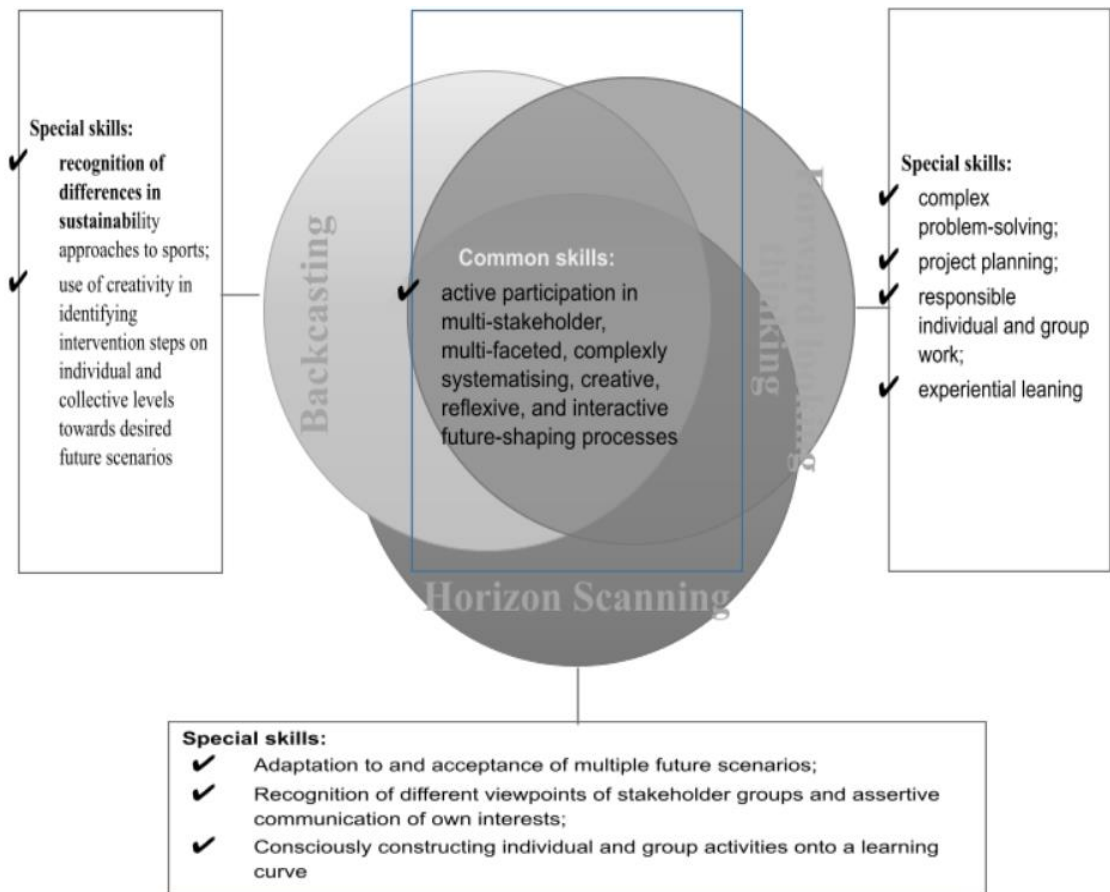 Special skills:
✔ recognition of
differences in
sustainability
approaches to sports;
✔ use of creativity in
identifying
intervention steps on
individual and
collective levels
towards desired
future scenarios
Backcasting
Common skills:
✔ active participation in
multi-stakeholder,
multi-faceted, complexly
systematising, creative,
reflexive, and interactive
future-shaping processes
thinking
Horizon Scanning
Special skills:
✔ complex
problem-solving;
✔ project planning;
✔ responsible
individual and group
work;
✔ experiential leaning
Special skills:
✔ Adaptation to and acceptance of multiple future scenarios;
✔ Recognition of different viewpoints of stakeholder groups and assertive
communication of own interests;
✔ Consciously constructing individual and group activities onto a learning
curve